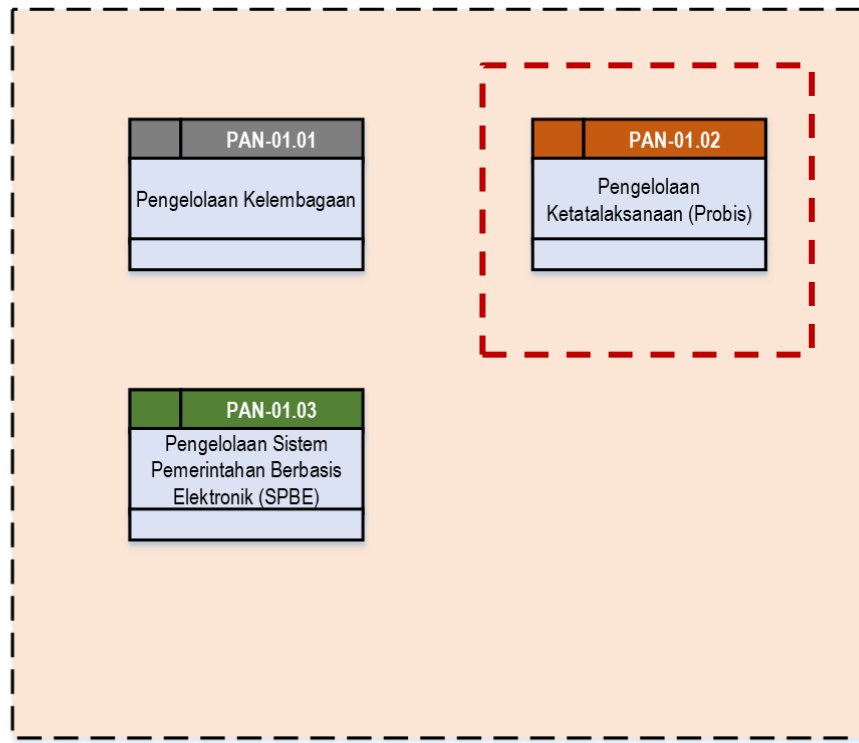 PAN-01.01
Pengelolaan Kelembagaan
PAN-01.02
Pengelolaan
Ketatalaksanaan (Probis)
PAN-01.03
Pengelolaan Sistem
Pemerintahan Berbasis
Elektronik (SPBE)